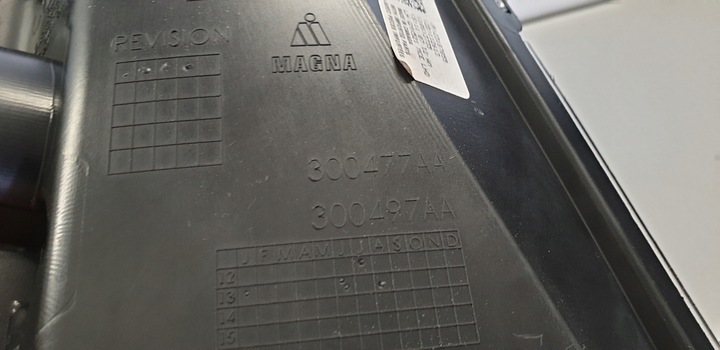 REVISION
MAGNA
300477AA
300497AA
J F M A M J J A S O N D
12
13
14
15